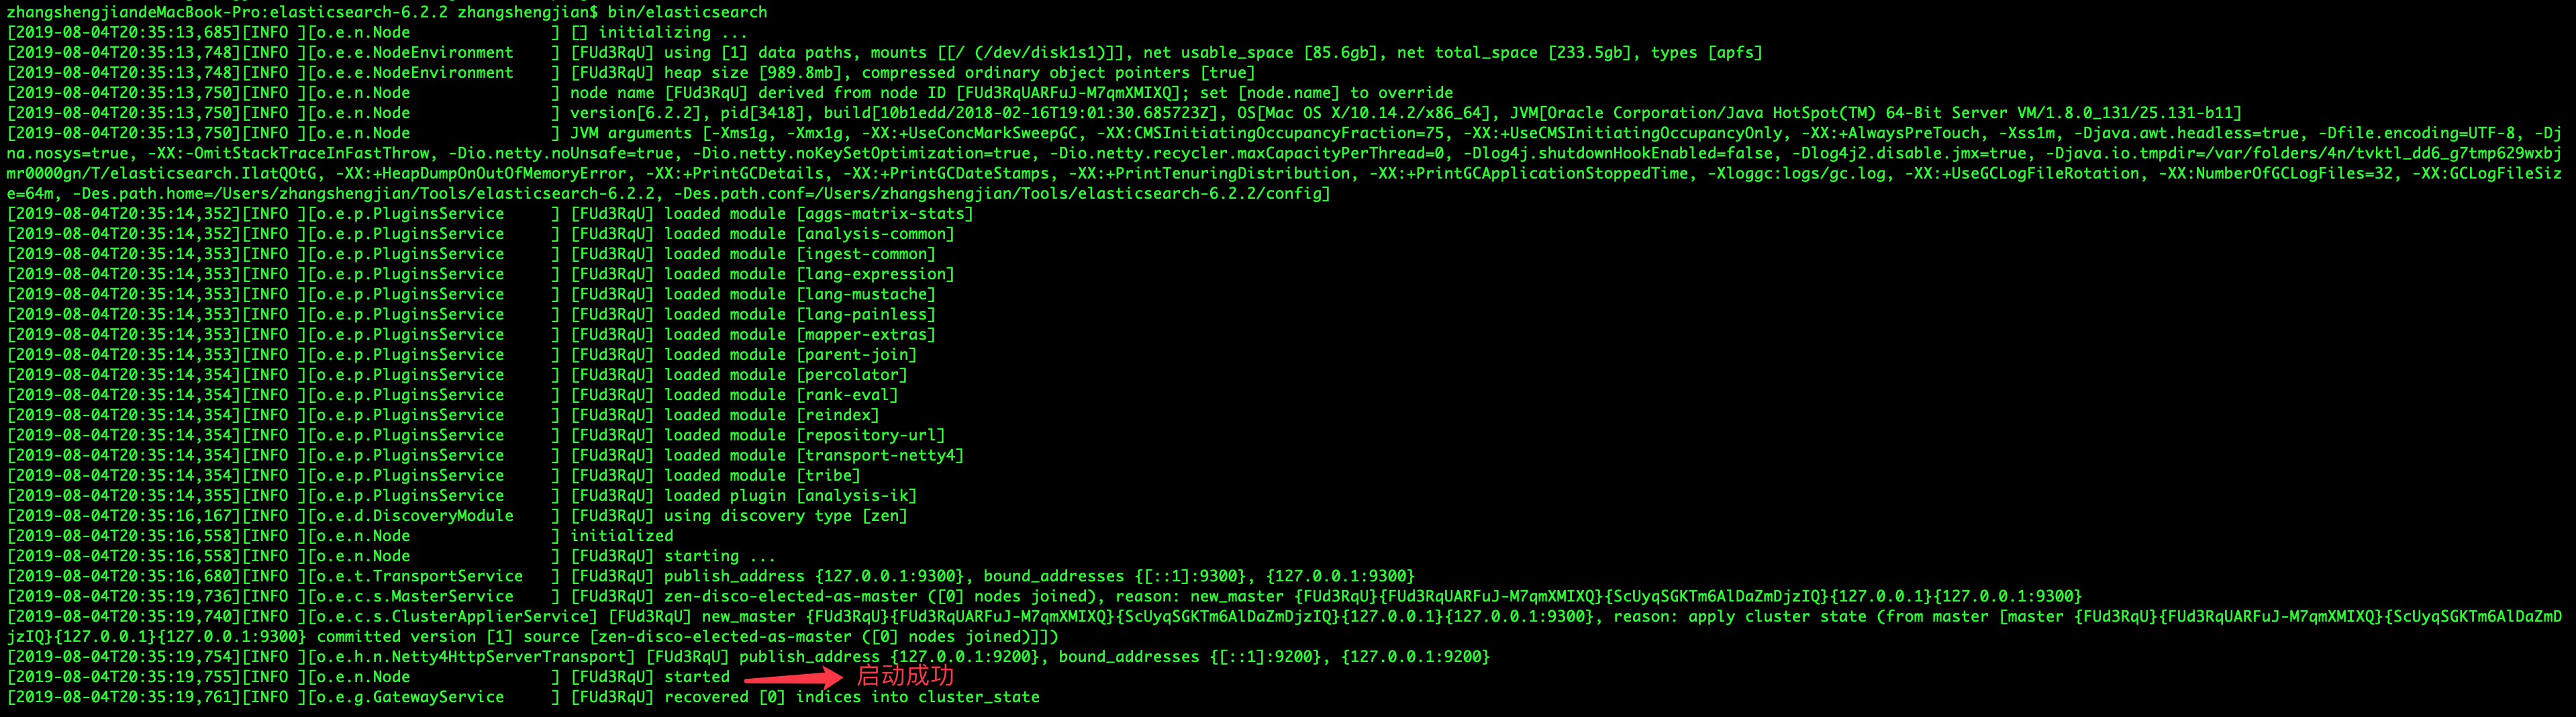 zhangshengjiandeMacBook-Pro:elasticsearch-6.2.2 zhangshengjian$ bin/elasticsearch
[2019-08-04T20:35:13,685][INFO ][o.e.n.Node               ] [] initializing ...
[2019-08-04T20:35:13,748][INFO ][o.e.e.NodeEnvironment    ] [FUd3RqU] using [1] data paths, mounts [[/ (/dev/disk1s1)]], net usable_space [85.6gb], net total_space [233.5gb], types [apfs]
[2019-08-04T20:35:13,748][INFO ][o.e.e.NodeEnvironment    ] [FUd3RqU] heap size [989.8mb], compressed ordinary object pointers [true]
[2019-08-04T20:35:13,750][INFO ][o.e.n.Node               ] node name [FUd3RqU] derived from node ID [FUd3RqUARFuJ-M7qmXMIXQ]; set [node.name] to override
[2019-08-04T20:35:13,750][INFO ][o.e.n.Node               ] version[6.2.2], pid[3418], build[10b1edd/2018-02-16T19:01:30.685723Z], OS[Mac OS X/10.14.2/x86_64], JVM[Oracle Corporation/Java HotSpot(TM) 64-Bit Server VM/1.8.0_131/25.131-b11]
[2019-08-04T20:35:13,750][INFO ][o.e.n.Node               ] JVM arguments [-Xms1g, -Xmx1g, -XX:+UseConcMarkSweepGC, -XX:CMSInitiatingOccupancyFraction=75, -XX:+UseCMSInitiatingOccupancyOnly, -XX:+AlwaysPreTouch, -Xss1m, -Djava.awt.headless=true, -Dfile.encoding=UTF-8, -Dj
na.nosys=true, -XX:-OmitStackTraceInFastThrow, -Dio.netty.noUnsafe=true, -Dio.netty.noKeySetOptimization=true, -Dio.netty.recycler.maxCapacityPerThread=0, -Dlog4j.shutdownHookEnabled=false, -Dlog4j2.disable.jmx=true, -Djava.io.tmpdir=/var/folders/4n/tvktl_dd6_g7tmp629wxbj
mr0000gn/T/elasticsearch.IlatQOtG, -XX:+HeapDumpOnOutOfMemoryError, -XX:+PrintGCDetails, -XX:+PrintGCDateStamps, -XX:+PrintTenuringDistribution, -XX:+PrintGCApplicationStoppedTime, -Xloggc:logs/gc.log, -XX:+UseGCLogFileRotation, -XX:NumberOfGCLogFiles=32, -XX:GCLogFileSiz
e=64m, -Des.path.home=/Users/zhangshengjian/Tools/elasticsearch-6.2.2, -Des.path.conf=/Users/zhangshengjian/Tools/elasticsearch-6.2.2/config]
[2019-08-04T20:35:14,352][INFO ][o.e.p.PluginsService     ] [FUd3RqU] loaded module [aggs-matrix-stats]
[2019-08-04T20:35:14,352][INFO ][o.e.p.PluginsService     ] [FUd3RqU] loaded module [analysis-common]
[2019-08-04T20:35:14,353][INFO ][o.e.p.PluginsService     ] [FUd3RqU] loaded module [ingest-common]
[2019-08-04T20:35:14,353][INFO ][o.e.p.PluginsService     ] [FUd3RqU] loaded module [lang-expression]
[2019-08-04T20:35:14,353][INFO ][o.e.p.PluginsService     ] [FUd3RqU] loaded module [lang-mustache]
[2019-08-04T20:35:14,353][INFO ][o.e.p.PluginsService     ] [FUd3RqU] loaded module [lang-painless]
[2019-08-04T20:35:14,353][INFO ][o.e.p.PluginsService     ] [FUd3RqU] loaded module [mapper-extras]
[2019-08-04T20:35:14,353][INFO ][o.e.p.PluginsService     ] [FUd3RqU] loaded module [parent-join]
[2019-08-04T20:35:14,354][INFO ][o.e.p.PluginsService     ] [FUd3RqU] loaded module [percolator]
[2019-08-04T20:35:14,354][INFO ][o.e.p.PluginsService     ] [FUd3RqU] loaded module [rank-eval]
[2019-08-04T20:35:14,354][INFO ][o.e.p.PluginsService     ] [FUd3RqU] loaded module [reindex]
[2019-08-04T20:35:14,354][INFO ][o.e.p.PluginsService     ] [FUd3RqU] loaded module [repository-url]
[2019-08-04T20:35:14,354][INFO ][o.e.p.PluginsService     ] [FUd3RqU] loaded module [transport-netty4]
[2019-08-04T20:35:14,354][INFO ][o.e.p.PluginsService     ] [FUd3RqU] loaded module [tribe]
[2019-08-04T20:35:14,355][INFO ][o.e.p.PluginsService     ] [FUd3RqU] loaded plugin [analysis-ik]
[2019-08-04T20:35:16,167][INFO ][o.e.d.DiscoveryModule    ] [FUd3RqU] using discovery type [zen]
[2019-08-04T20:35:16,558][INFO ][o.e.n.Node               ] initialized
[2019-08-04T20:35:16,558][INFO ][o.e.n.Node               ] [FUd3RqU] starting ...
[2019-08-04T20:35:16,680][INFO ][o.e.t.TransportService   ] [FUd3RqU] publish_address {127.0.0.1:9300}, bound_addresses {[::1]:9300}, {127.0.0.1:9300}
[2019-08-04T20:35:19,736][INFO ][o.e.c.s.MasterService    ] [FUd3RqU] zen-disco-elected-as-master ([0] nodes joined), reason: new_master {FUd3RqU}{FUd3RqUARFuJ-M7qmXMIXQ}{ScUyqSGKTm6AlDaZmDjzIQ}{127.0.0.1}{127.0.0.1:9300}
[2019-08-04T20:35:19,740][INFO ][o.e.c.s.ClusterApplierService] [FUd3RqU] new_master {FUd3RqU}{FUd3RqUARFuJ-M7qmXMIXQ}{ScUyqSGKTm6AlDaZmDjzIQ}{127.0.0.1}{127.0.0.1:9300}, reason: apply cluster state (from master [master {FUd3RqU}{FUd3RqUARFuJ-M7qmXMIXQ}{ScUyqSGKTm6AlDaZmD
jzIQ}{127.0.0.1}{127.0.0.1:9300} committed version [1] source [zen-disco-elected-as-master ([0] nodes joined)]])
[2019-08-04T20:35:19,754][INFO ][o.e.h.n.Netty4HttpServerTransport] [FUd3RqU] publish_address {127.0.0.1:9200}, bound_addresses {[::1]:9200}, {127.0.0.1:9200}
[2019-08-04T20:35:19,755][INFO ][o.e.n.Node               ] [FUd3RqU] started 启动成功
[2019-08-04T20:35:19,761][INFO ][o.e.g.GatewayService     ] [FUd3RqU] recovered [0] indices into cluster_state